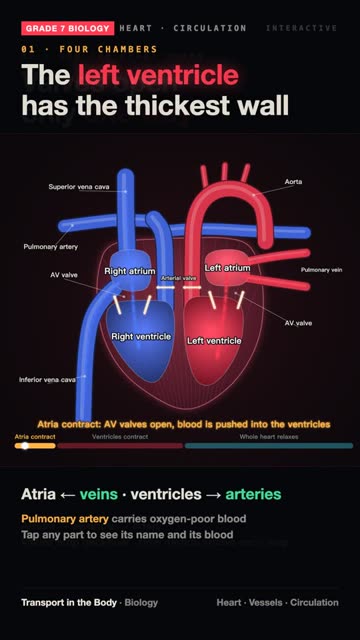 GRADE 7 BIOLOGY HEART · CIRCULATION INTERACTIVE
01 · FOUR CHAMBERS
The left ventricle
has the thickest wall
Superior vena cava
Aorta
Pulmonary artery
Right atrium
Left atrium
Pulmonary vein
AV valve
Arterial valve
AV valve
Right ventricle
Left ventricle
Inferior vena cava
Atria contract: AV valves open, blood is pushed into the ventricles
Atria contract Ventricles contract Whole heart relaxes
Atria ← veins · ventricles → arteries
Pulmonary artery carries oxygen-poor blood
Tap any part to see its name and its blood
Transport in the Body · Biology Heart · Vessels · Circulation